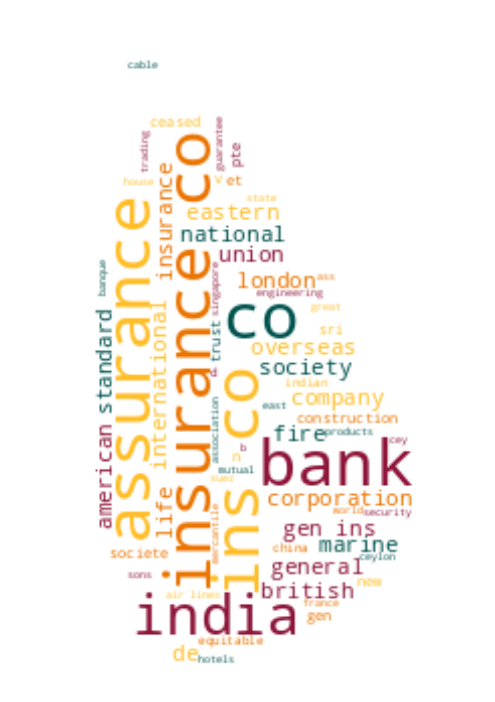 cable
ceased
trading
guarantee
pte
house
v
et
state
insurance co
insurance
assurance
eastern
national
union
banque
singapore
london
ass
engineering
great
co
sri
international
standard
trust
overseas
society
d
indian
company
east
construction
association
ins co
fire
products
cey
b
n
bank
mutual
suez
american
life
mercantile
corporation
world
security
gen ins
china
marine
ceylon
societe
general
sons
new
british
air lines
india
france
gen
equitable
de
hotels